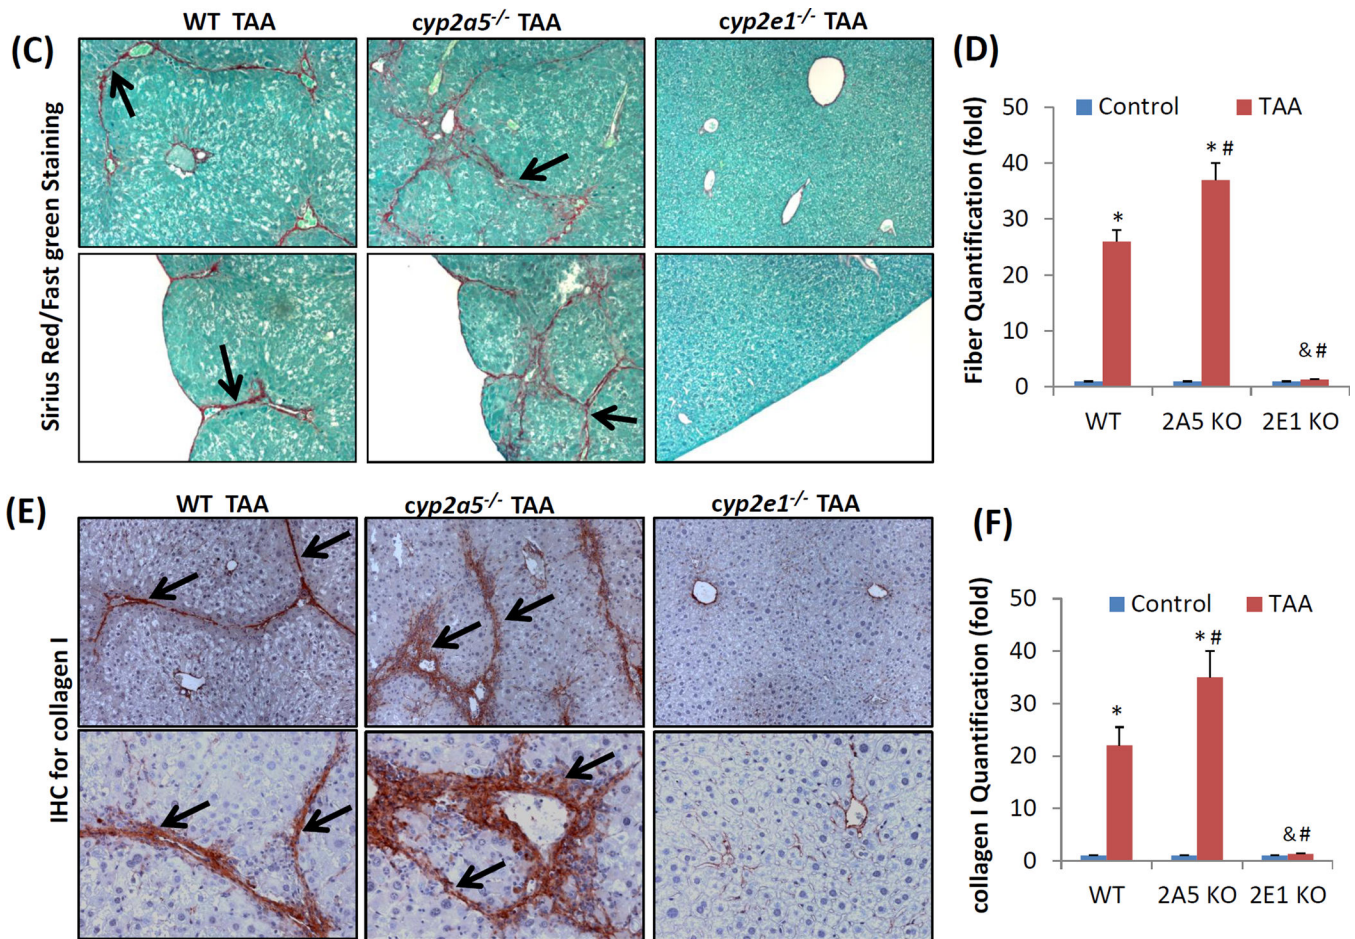 (C)
WT TAA
cyp2a5-/- TAA
cyp2e1-/- TAA
Sirius Red/Fast green Staining
(D)
Fiber Quantification (fold)
Control
TAA
50
40
30
20
10
0
*
* #
& #
WT
2A5 KO
2E1 KO
(E)
WT TAA
cyp2a5-/- TAA
cyp2e1-/- TAA
IHC for collagen I
(F)
collagen I Quantification (fold)
Control
TAA
50
40
30
20
10
0
*
* #
& #
WT
2A5 KO
2E1 KO